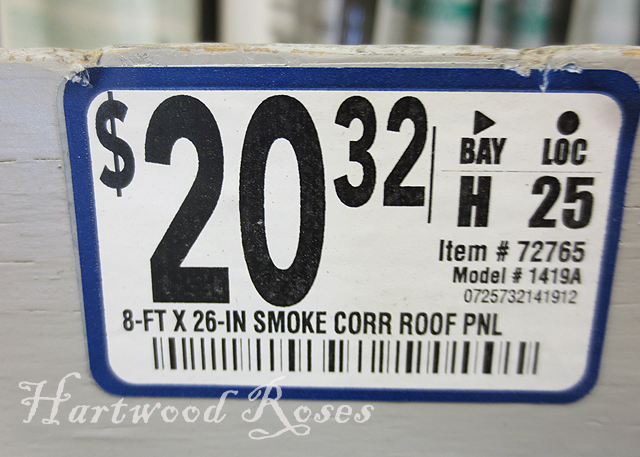 $20 32
BAY LOC
H 25
Item # 72765
Model # 1419A
0725732141912
8-FT X 26-IN SMOKE CORR ROOF PNL
Hartwood Roses